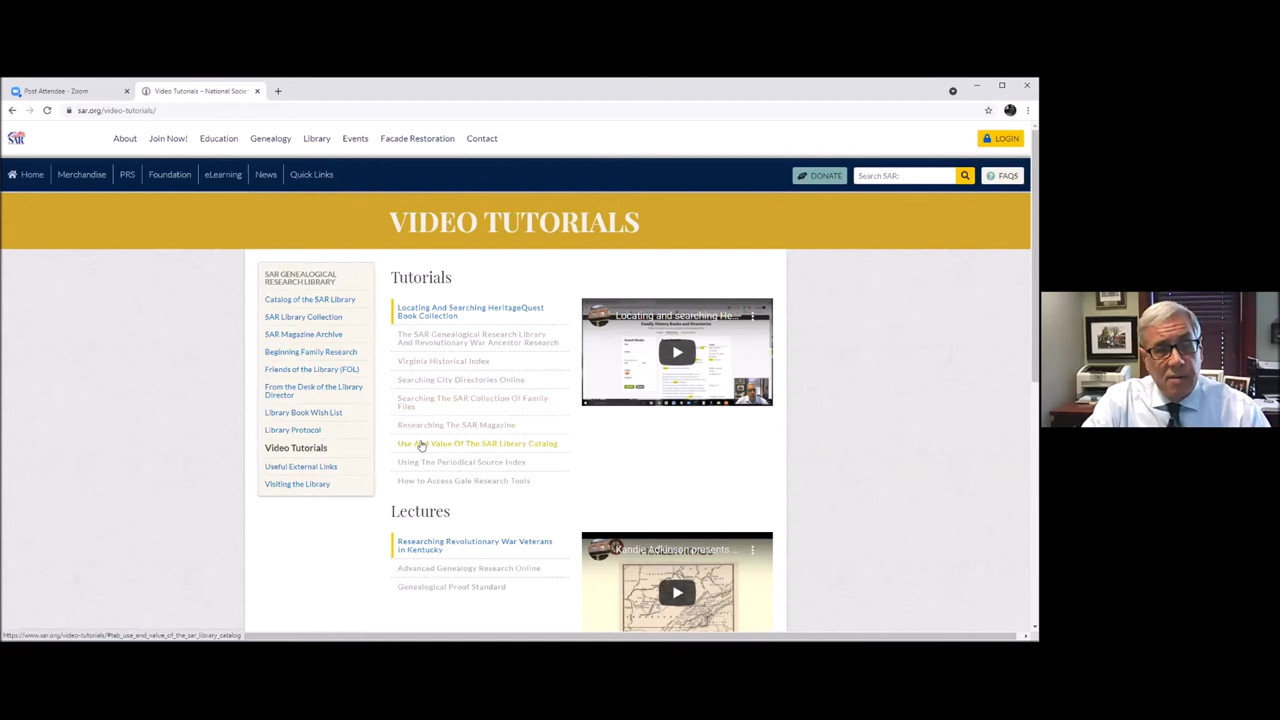 Post Attendee - Zoom
Video Tutorials – National Socie
sar.org/video-tutorials/
SAR
About
Join Now!
Education
Genealogy
Library
Events
Facade Restoration
Contact
LOGIN
Home
Merchandise
PRS
Foundation
eLearning
News
Quick Links
DONATE
Search SAR:
FAQS
VIDEO TUTORIALS
SAR GENEALOGICAL
RESEARCH LIBRARY
Catalog of the SAR Library
SAR Library Collection
SAR Magazine Archive
Beginning Family Research
Friends of the Library (FOL)
From the Desk of the Library
Director
Library Book Wish List
Library Protocol
Video Tutorials
Useful External Links
Visiting the Library
Tutorials
Locating And Searching HeritageQuest
Book Collection
The SAR Genealogical Research Library
And Revolutionary War Ancestor Research
Virginia Historical Index
Searching City Directories Online
Searching The SAR Collection Of Family
Files
Researching The SAR Magazine
Use And Value Of The SAR Library Catalog
Using The Periodical Source Index
How to Access Gale Research Tools
Locating and searching He...
Family History Books and Directories
Lectures
Researching Revolutionary War Veterans
in Kentucky
Advanced Genealogy Research Online
Genealogical Proof Standard
Kandie Adkinson presents ...
https://www.sar.org/video-tutorials/#tab_use_and_value_of_the_sar_library_catalog